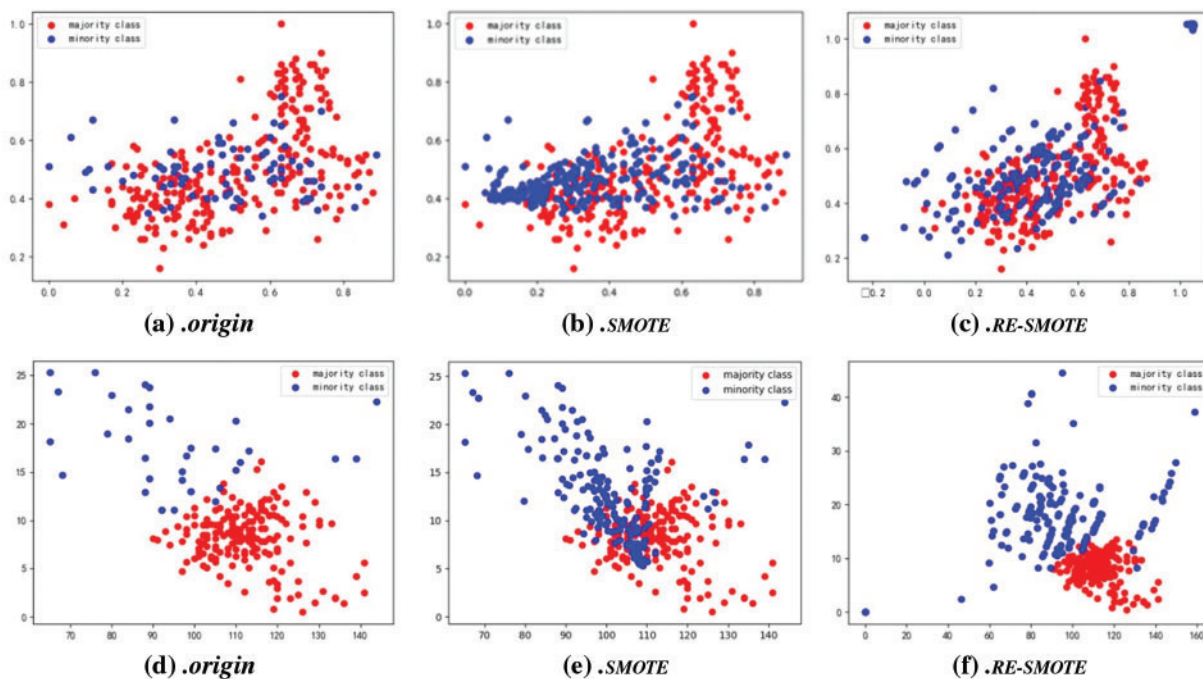 majority class
minority class
1.0
0.8
0.6
0.4
0.2
0.0 0.2 0.4 0.6 0.8
(a) .origin
majority class
minority class
1.0
0.8
0.6
0.4
0.2
0.0 0.2 0.4 0.6 0.8
(b) .SMOTE
majority class
minority class
1.0
0.8
0.6
0.4
0.2
□0.2 0.0 0.2 0.4 0.6 0.8 1.0
(c) .RE-SMOTE
majority class
minority class
25
20
15
10
5
0
70 80 90 100 110 120 130 140
(d) .origin
majority class
minority class
25
20
15
10
5
0
70 80 90 100 110 120 130 140
(e) .SMOTE
majority class
minority class
40
30
20
10
0
0 20 40 60 80 100 120 140 160
(f) .RE-SMOTE